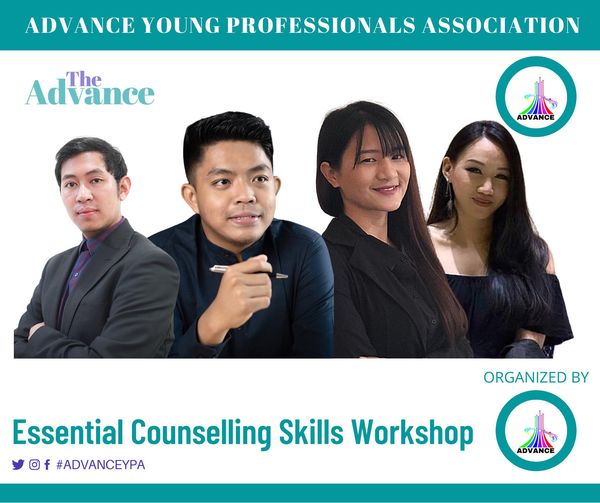 ADVANCE YOUNG PROFESSIONALS ASSOCIATION
The
Advance
ADVANCE
ORGANIZED BY
Essential Counselling Skills Workshop
ADVANCE
#ADVANCEYPA